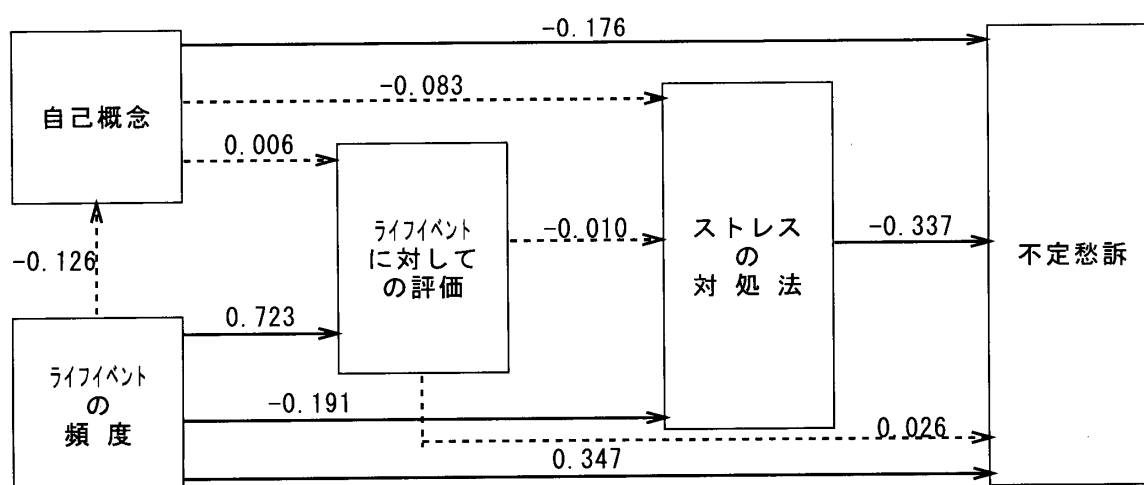 -0.176
-0.083
自己概念
0.006
ライフイベント
に対して
の評価
-0.010
ストレス
の
対処法
-0.337
不定愁訴
-0.126
0.723
ライフイベント
の
頻度
-0.191
0.026
0.347